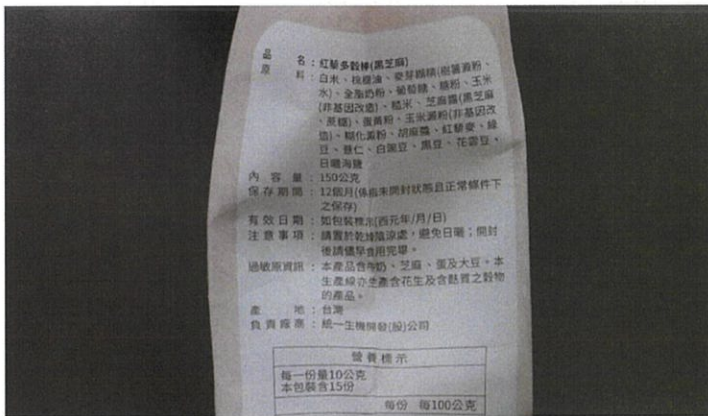 品名：紅藜多穀棒(黑芝麻)
原料：白米、棕櫚油、麥芽糊精(樹薯澱粉、
水)、全脂奶粉、葡萄糖、糖粉、玉米
(非基因改造)、糙米、芝麻醬(黑芝麻
、蔗糖)、蛋黃粉、玉米澱粉(非基因改
造)、糊化澱粉、胡麻醬、紅藜麥、綠
豆、薏仁、白豌豆、黑豆、花雲豆、
日曬海鹽
內容量：150公克
保存期間：12個月(係指未開封狀態且正常條件下
之保存)
有效日期：如包裝標示(西元年/月/日)
注意事項：請置於乾燥陰涼處，避免日曬；開封
後請儘早食用完畢。
過敏原資訊：本產品含牛奶、芝麻、蛋及大豆。本
生產線亦生產含花生及含麩質之穀物
的產品。
產地：台灣
負責廠商：統一生機開發(股)公司
營養標示
每一份量10公克
本包裝含15份
每份 每100公克